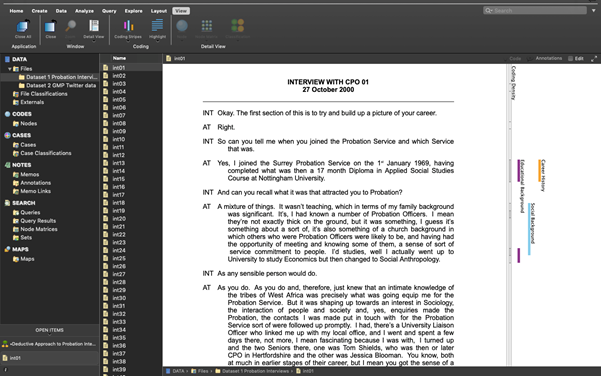 Home Create Data Analyze Query Explore Layout View
Search
Close All Close Clear Detail View Coding Stripes Highlight
Application Window Coding Detail View
DATA
Files
Dataset 1 Probation Intervi...
Dataset 2 GMP Twitter data
File Classifications
Externals
CODES
Nodes
CASES
Cases
Case Classifications
NOTES
Memos
Annotations
Memo Links
SEARCH
Queries
Query Results
Node Matrices
Sets
MAPS
Maps
OPEN ITEMS
<Deductive Approach to Probation Inte...
int01
Name
int01
int02
int03
int04
int05
int06
int07
int08
int09
int10
int11
int12
int13
int14
int15
int16
int17
int18
int19
int20
int21
int22
int23
int24
int25
int26
int27
int28
int29
int30
int31
int32
int33
int34
int35
int36
int37
int38
int39
int01
Code Annotations Edit
INTERVIEW WITH CPO 01
27 October 2000
INT Okay. The first section of this is to try and build up a picture of your career.
AT Right.
INT So can you tell me when you joined the Probation Service and which Service
that was.
AT Yes, I joined the Surrey Probation Service on the 1st January 1969, having
completed what was then a 17 month Diploma in Applied Social Studies
Course at Nottingham University.
INT And can you recall what it was that attracted you to Probation?
AT A mixture of things. It wasn't teaching, which in terms of my family background
was significant. It's, I had known a number of Probation Officers. I mean
they're not exactly thick on the ground, but it was something, I guess it's
something about a sort of, it's also something of a church background in
which others who were Probation Officers were likely to be, and having had
the opportunity of meeting and knowing some of them, a sense of sort of
service commitment to people. I'd studies, well I actually went up to
University to study Economics but then changed to Social Anthropology.
INT As any sensible person would do.
AT As you do. As you do and, therefore, just knew that an intimate knowledge of
the tribes of West Africa was precisely what was going equip me for the
Probation Service. But it was shaping up towards an interest in Sociology,
the interaction of people and society and, yes, enquiries made the
Probation, the contacts I was made put in touch with for the Probation
Service sort of were followed up promptly. I had, there's a University Liaison
Officer who linked me up with my local office, and I went and spent a few
days there, not more, I mean fascinating because I was with, I turned up
and the two Seniors there, one was Tom Shields, who was then or later
CPO in Hertfordshire and the other was Jessica Blooman. You know, both
at much in earlier stages of their career, but I mean you got the sense of a
Coding Density
Educational Background
Social Background
Career History
DATA Files Dataset 1 Probation Interviews int01